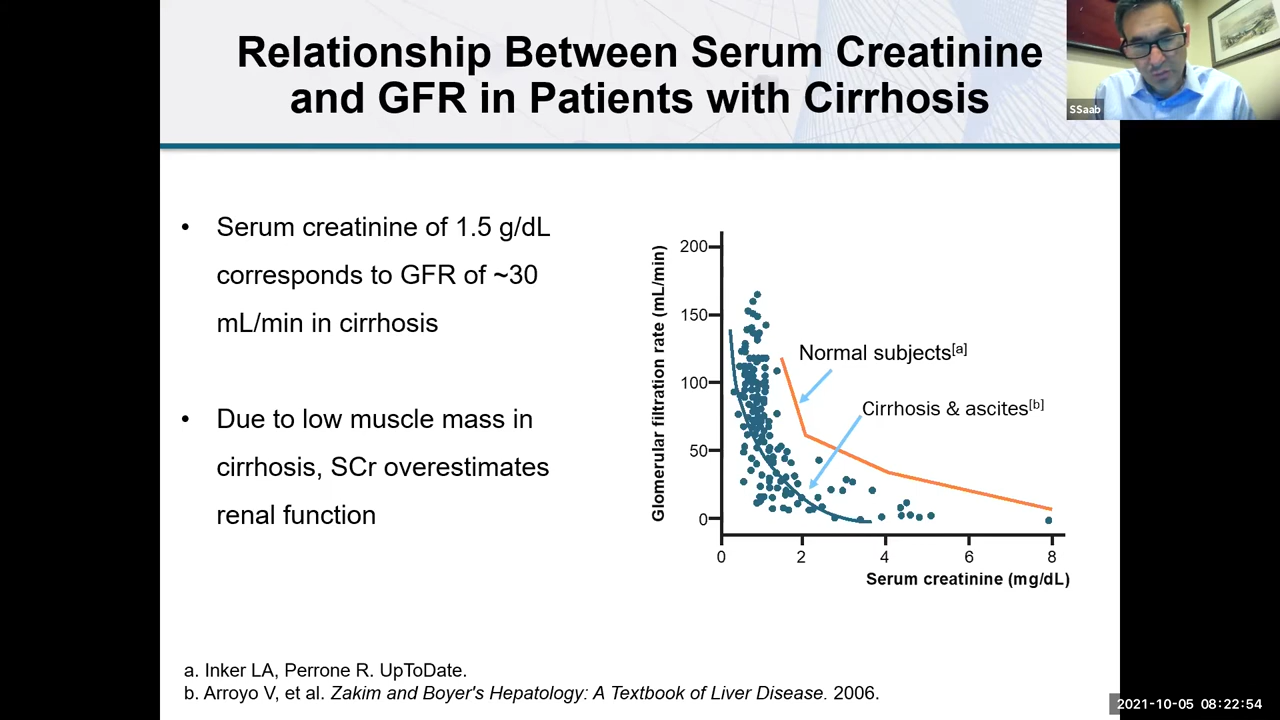 Relationship Between Serum Creatinine
and GFR in Patients with Cirrhosis
SSaab
• Serum creatinine of 1.5 g/dL
corresponds to GFR of ~30
mL/min in cirrhosis
• Due to low muscle mass in
cirrhosis, SCr overestimates
renal function
Glomerular filtration rate (mL/min)
200
150
100
50
0
Normal subjects[a]
Cirrhosis & ascites[b]
0 2 4 6 8
Serum creatinine (mg/dL)
a. Inker LA, Perrone R. UpToDate.
b. Arroyo V, et al. Zakim and Boyer's Hepatology: A Textbook of Liver Disease. 2006.
2021-10-05 08:22:54